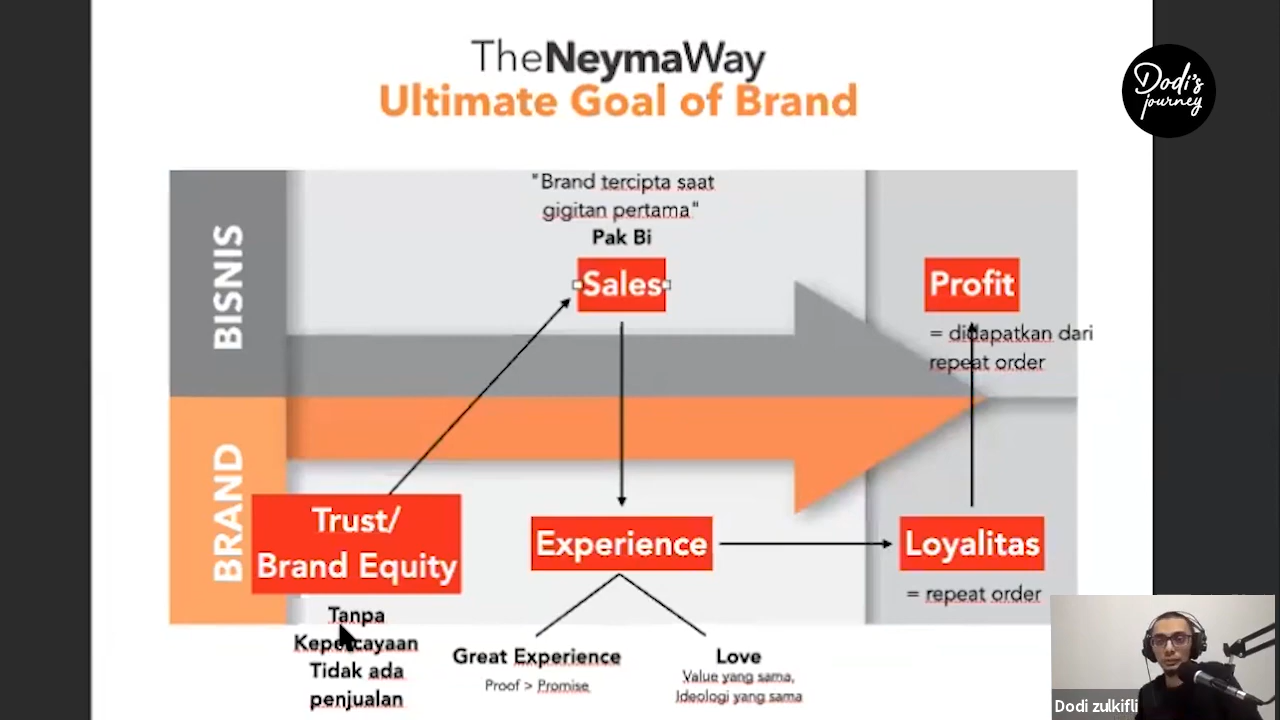 TheNeymaWay
Ultimate Goal of Brand
Dodi's
journey
BISNIS
"Brand tercipta saat
gigitan pertama"
Pak Bi
Sales
Profit
= didapatkan dari
repeat order
BRAND
Trust/
Brand Equity
Experience
Loyalitas
= repeat order
Tanpa
Kepercayaan
Tidak ada
penjualan
Great Experience
Proof > Promise
Love
Value yang sama,
Ideologi yang sama
Dodi zulkifli